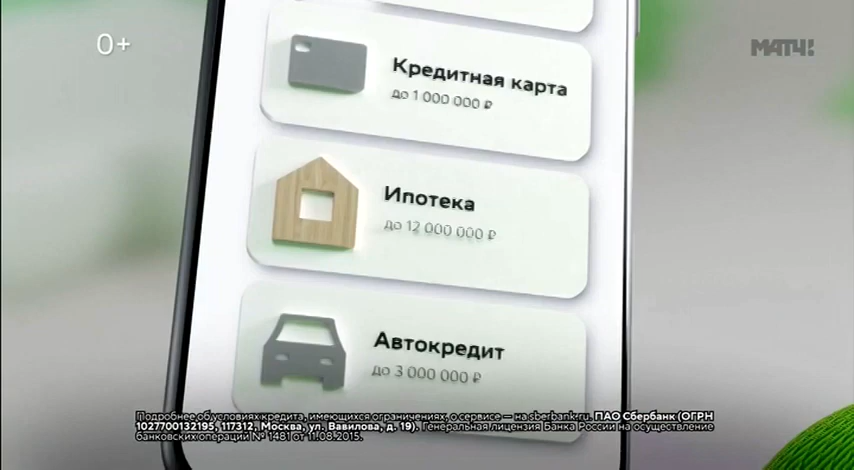 0+
МАТЧ!
Кредитная карта
до 1 000 000 ₽
Ипотека
до 12 000 000 ₽
Автокредит
до 3 000 000 ₽
Подробнее об условиях кредита, имеющихся ограничениях, о сервисе — на sberbank.ru. ПАО Сбербанк (ОГРН
1027700132195, 117312, Москва, ул. Вавилова, д. 19). Генеральная лицензия Банка России на осуществление
банковских операций № 1481 от 11.08.2015.